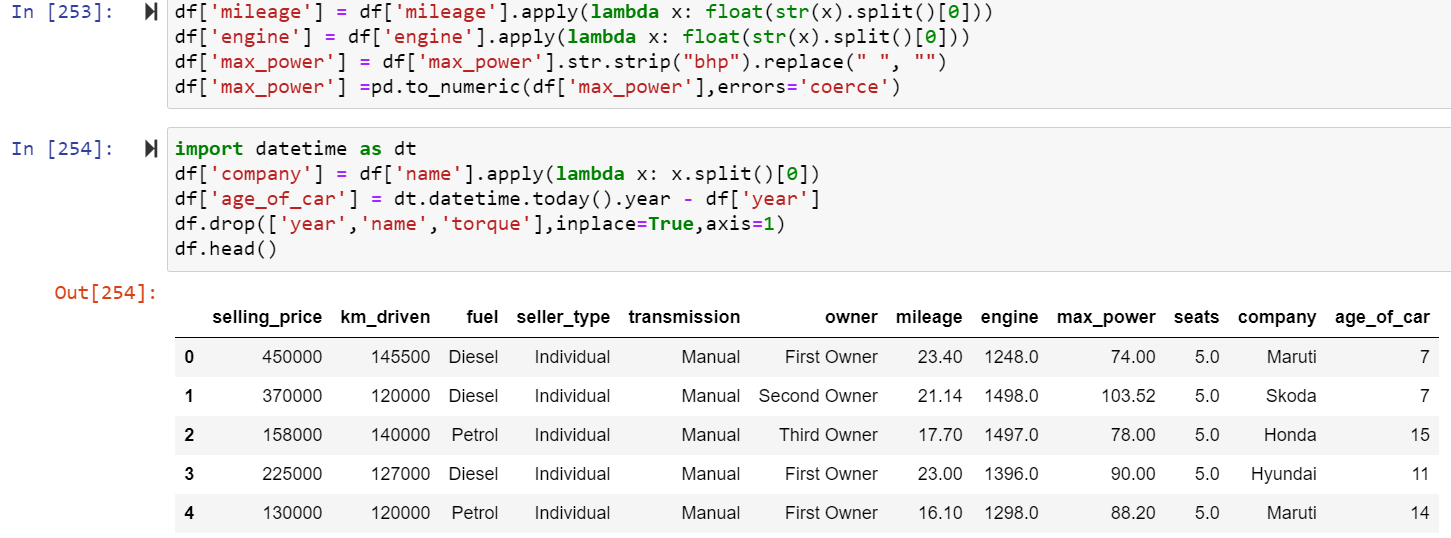 In [253]: df['mileage'] = df['mileage'].apply(lambda x: float(str(x).split()[0]))
df['engine'] = df['engine'].apply(lambda x: float(str(x).split()[0]))
df['max_power'] = df['max_power'].str.strip("bhp").replace(" ", "")
df['max_power'] =pd.to_numeric(df['max_power'],errors='coerce')
In [254]: import datetime as dt
df['company'] = df['name'].apply(lambda x: x.split()[0])
df['age_of_car'] = dt.datetime.today().year - df['year']
df.drop(['year','name','torque'],inplace=True,axis=1)
df.head()
Out[254]:
selling_price km_driven fuel seller_type transmission owner mileage engine max_power seats company age_of_car
0 450000 145500 Diesel Individual Manual First Owner 23.40 1248.0 74.00 5.0 Maruti 7
1 370000 120000 Diesel Individual Manual Second Owner 21.14 1498.0 103.52 5.0 Skoda 7
2 158000 140000 Petrol Individual Manual Third Owner 17.70 1497.0 78.00 5.0 Honda 15
3 225000 127000 Diesel Individual Manual First Owner 23.00 1396.0 90.00 5.0 Hyundai 11
4 130000 120000 Petrol Individual Manual First Owner 16.10 1298.0 88.20 5.0 Maruti 14